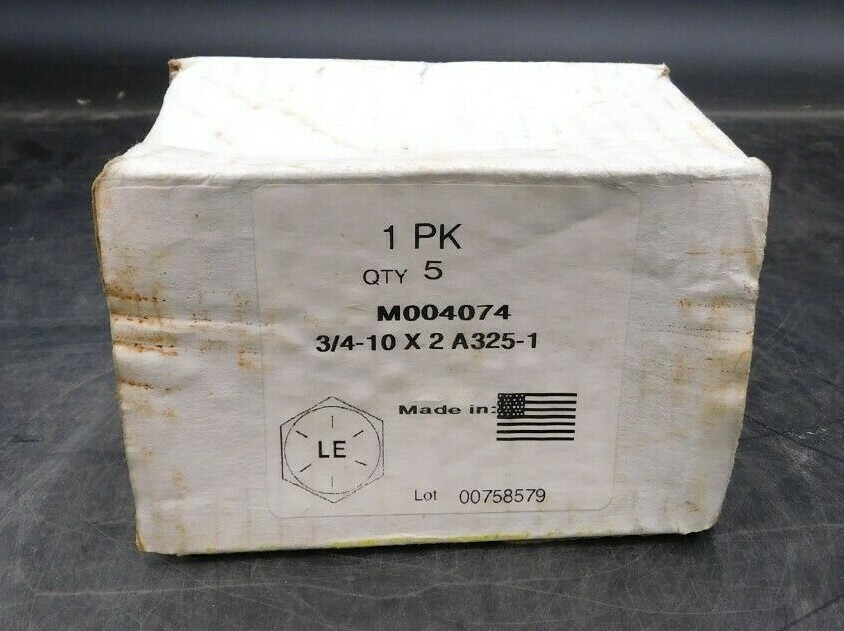 1 PK
QTY 5
M004074
3/4-10 X 2 A325-1
Made in:
LE
Lot 00758579